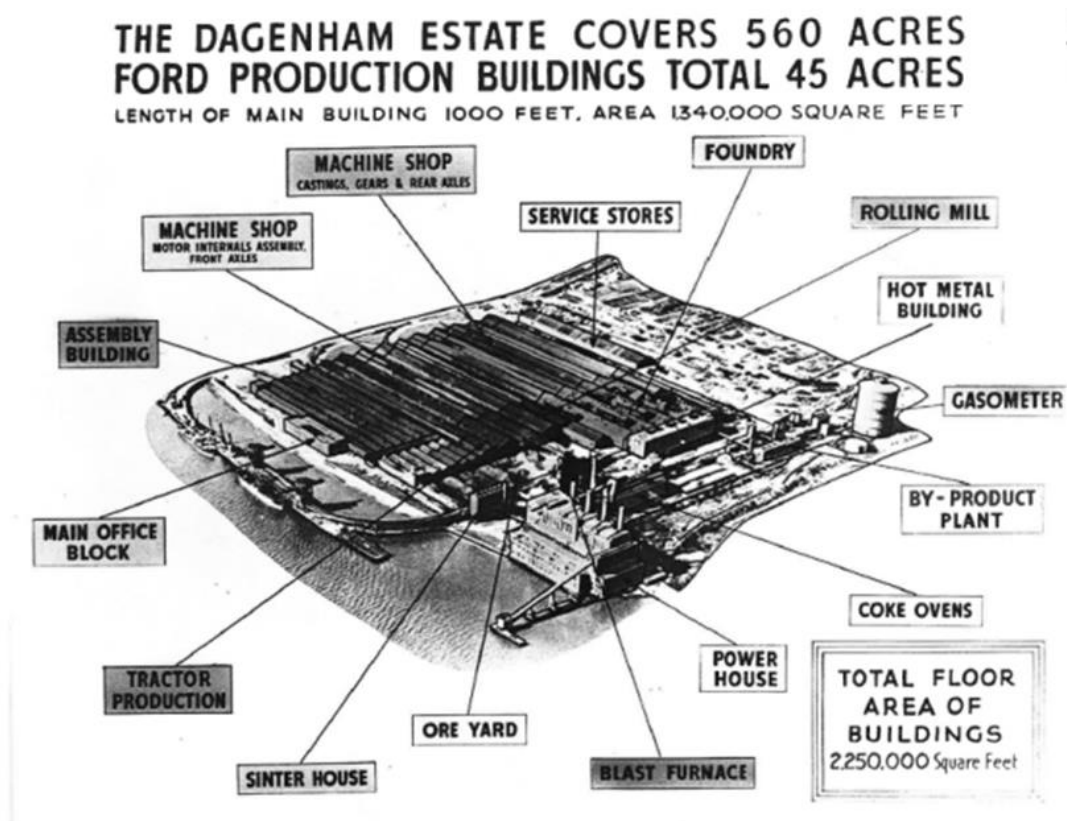 THE DAGENHAM ESTATE COVERS 560 ACRES
FORD PRODUCTION BUILDINGS TOTAL 45 ACRES
LENGTH OF MAIN BUILDING 1000 FEET, AREA 1,340,000 SQUARE FEET
MACHINE SHOP
CASTINGS, GEARS & REAR AXLES
FOUNDRY
MACHINE SHOP
MOTOR INTERNALS ASSEMBLY,
FRONT AXLES
SERVICE STORES
ROLLING MILL
HOT METAL
BUILDING
ASSEMBLY
BUILDING
GASOMETER
MAIN OFFICE
BLOCK
BY-PRODUCT
PLANT
COKE OVENS
TRACTOR
PRODUCTION
POWER
HOUSE
ORE YARD
SINTER HOUSE
BLAST FURNACE
TOTAL FLOOR
AREA OF
BUILDINGS
2,250,000 Square Feet